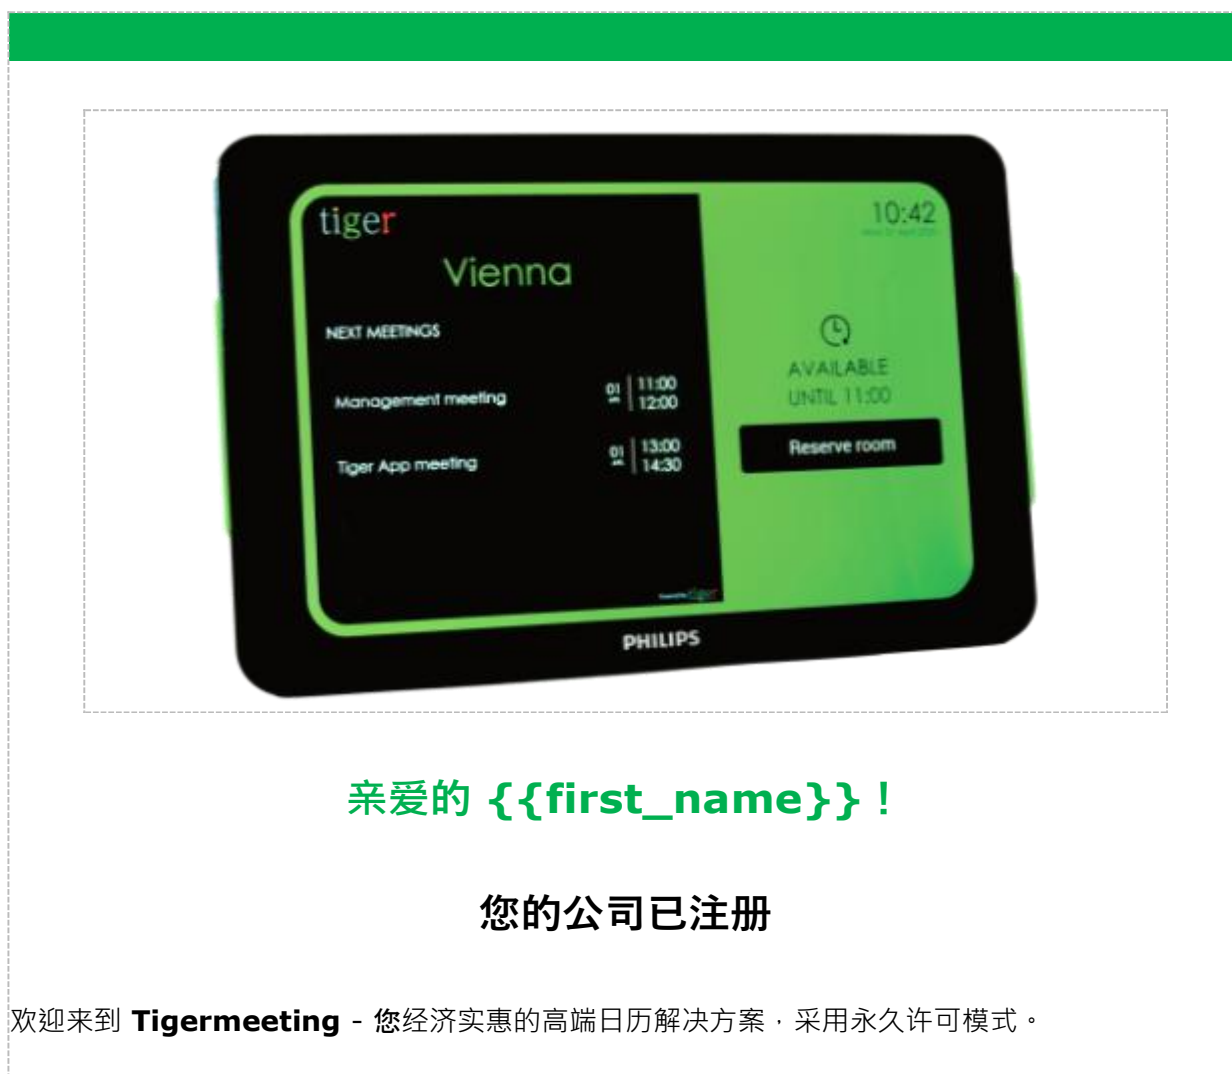 tiger
10:42
Vienna
NEXT MEETINGS
AVAILABLE
UNTIL 11:00
Management meeting
01
11:00
12:00
Reserve room
Tiger App meeting
01
13:00
14:30
tiger
PHILIPS
亲爱的 {{first_name}}！
您的公司已注册
欢迎来到 Tigermeeting - 您经济实惠的高端日历解决方案，采用永久许可模式。